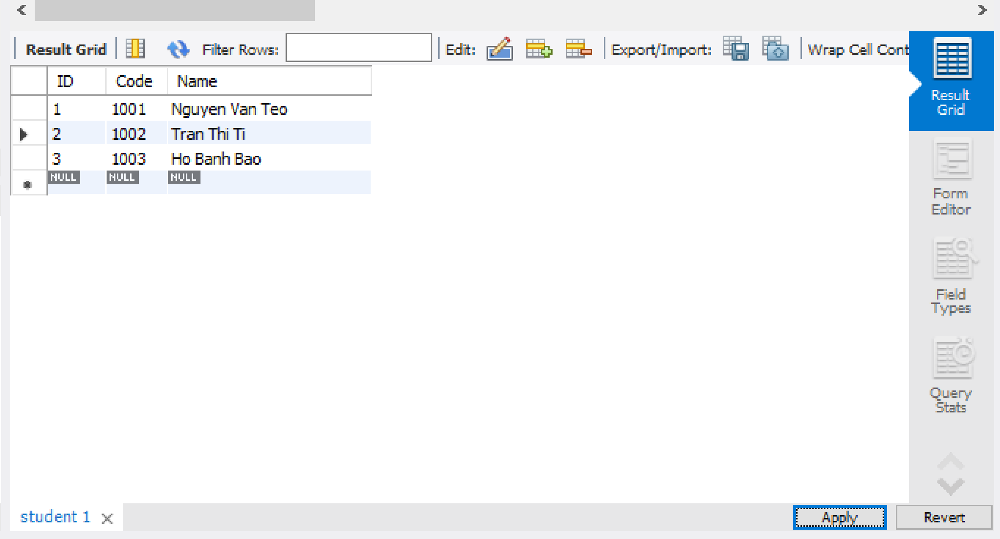 Result Grid Filter Rows: Edit: Export/Import: Wrap Cell Cont
ID Code Name
1 1001 Nguyen Van Teo
2 1002 Tran Thi Ti
3 1003 Ho Banh Bao
NULL NULL NULL
Result
Grid
Form
Editor
Field
Types
Query
Stats
student 1
Apply Revert